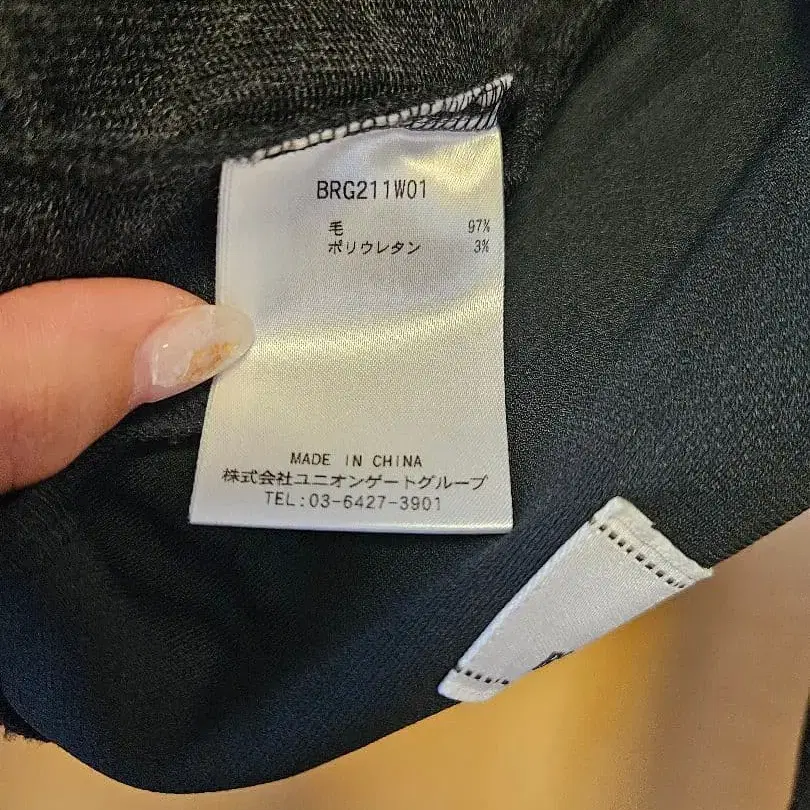 BRG211W01
毛 97%
ポリウレタン 3%
MADE IN CHINA
株式会社ユニオンゲートグループ
TEL:03-6427-3901